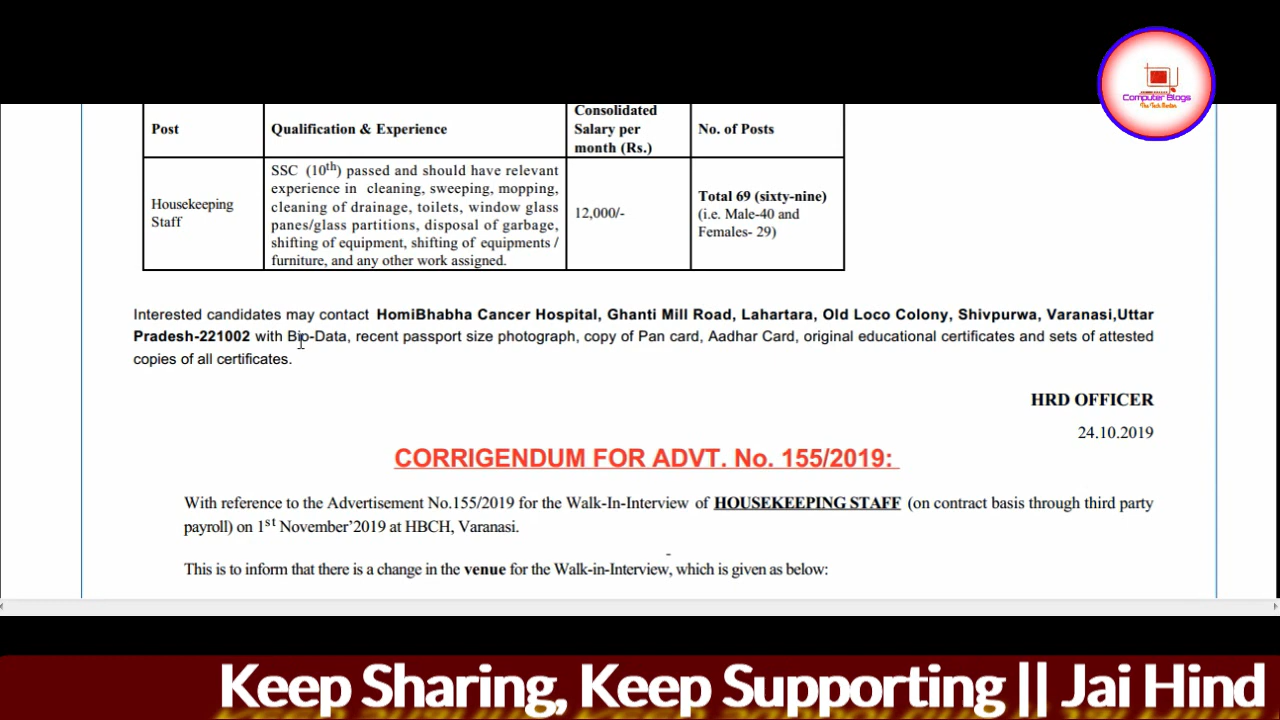 Computer Blogs
The Tech Berdar
Post
Qualification & Experience
Consolidated
Salary per
month (Rs.)
No. of Posts
Housekeeping
Staff
SSC (10th) passed and should have relevant
experience in cleaning, sweeping, mopping,
cleaning of drainage, toilets, window glass
panes/glass partitions, disposal of garbage,
shifting of equipment, shifting of equipments /
furniture, and any other work assigned.
12,000/-
Total 69 (sixty-nine)
(i.e. Male-40 and
Females- 29)
Interested candidates may contact HomiBhabha Cancer Hospital, Ghanti Mill Road, Lahartara, Old Loco Colony, Shivpurwa, Varanasi,Uttar
Pradesh-221002 with Bio-Data, recent passport size photograph, copy of Pan card, Aadhar Card, original educational certificates and sets of attested
copies of all certificates.
HRD OFFICER
24.10.2019
CORRIGENDUM FOR ADVT. No. 155/2019:
With reference to the Advertisement No.155/2019 for the Walk-In-Interview of HOUSEKEEPING STAFF (on contract basis through third party
payroll) on 1st November’2019 at HBCH, Varanasi.
This is to inform that there is a change in the venue for the Walk-in-Interview, which is given as below:
Keep Sharing, Keep Supporting || Jai Hind